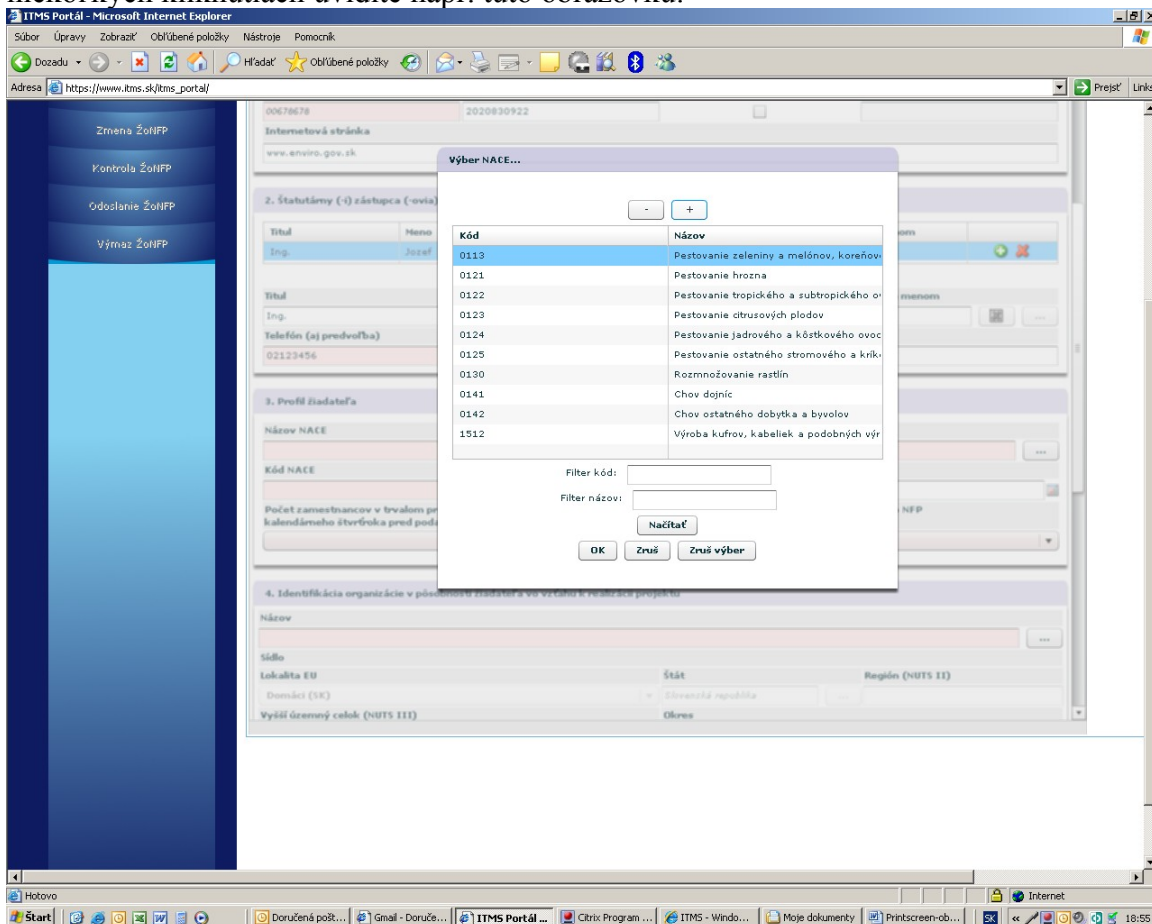 niekoľkých kliknutiach uvidíte napr. túto obrazovku:
ITMS Portál - Microsoft Internet Explorer
Súbor Úpravy Zobraziť Obľúbené položky Nástroje Pomocník
Dozadu Hľadať Obľúbené položky
Adresa https://www.itms.sk/itms_portal/ Prejsť Links
Zmena ŽoNFP
Kontrola ŽoNFP
Odoslanie ŽoNFP
Výmaz ŽoNFP
00678678 2020830922
Internetová stránka
www.enviro.gov.sk
2. Štatutárny (-i) zástupca (-ovia)
Titul Meno
Ing. Jozef
Titul menom
Ing.
Telefón (aj predvoľba)
02123456
3. Profil žiadateľa
Názov NACE
...
Kód NACE
Počet zamestnancov v trvalom pr NFP
kalendárneho štvrťroka pred poda
4. Identifikácia organizácie v pôsobnosti žiadateľa vo vzťahu k realizácii projektu
Názov
...
Sídlo
Lokalita EU Štát Región (NUTS II)
Domáci (SK) Slovenská republika ...
Vyšší územný celok (NUTS III) Okres
Výber NACE...
- +
Kód Názov
0113 Pestovanie zeleniny a melónov, koreňov
0121 Pestovanie hrozna
0122 Pestovanie tropického a subtropického o
0123 Pestovanie citrusových plodov
0124 Pestovanie jadrového a kôstkového ovoc
0125 Pestovanie ostatného stromového a krík
0130 Rozmnožovanie rastlín
0141 Chov dojníc
0142 Chov ostatného dobytka a byvolov
1512 Výroba kufrov, kabeliek a podobných výr
Filter kód:
Filter názov:
Načítať
OK Zruš Zruš výber
Hotovo Internet
Štart Doručená pošt... Gmail - Doruče... ITMS Portál ... Citrix Program ... ITMS - Windo... Moje dokumenty Printscreen-ob... SK « 18:55